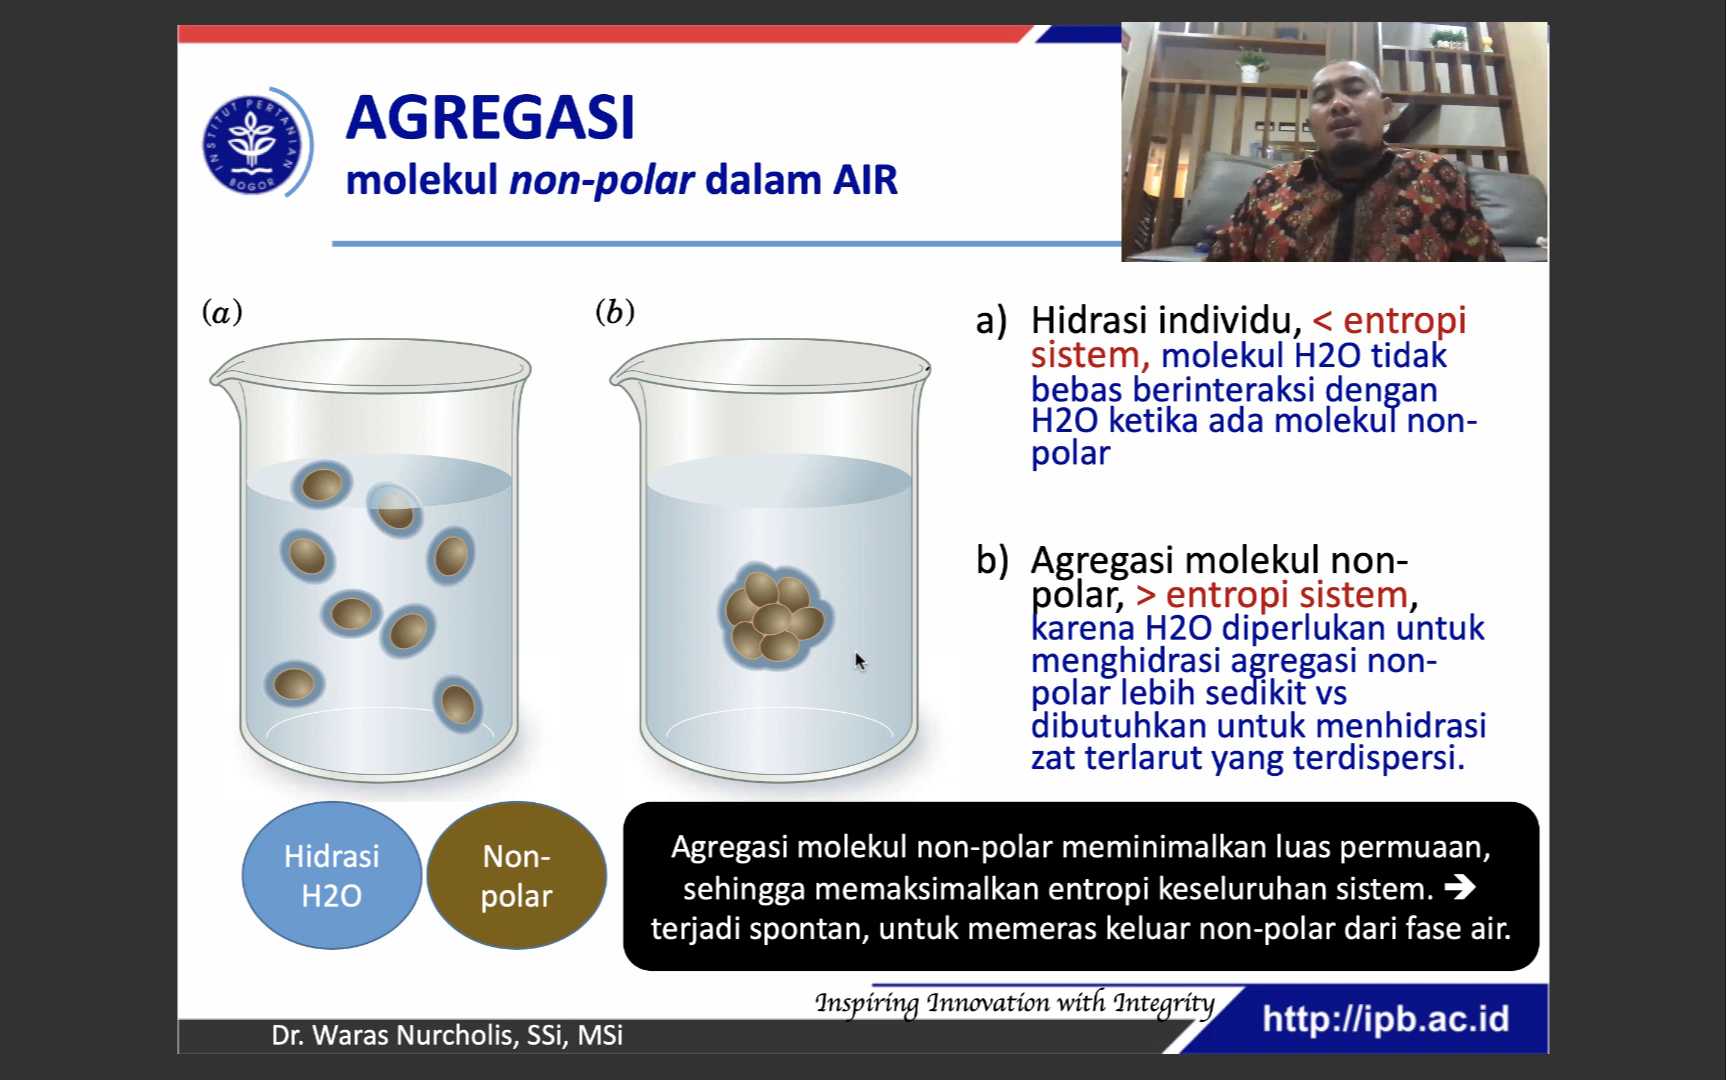 INSTITUT PERTANIAN
BOGOR
AGREGASI
molekul non-polar dalam AIR
(a)
(b)
a) Hidrasi individu, < entropi
sistem, molekul H2O tidak
bebas berinteraksi dengan
H2O ketika ada molekul non-
polar
b) Agregasi molekul non-
polar, > entropi sistem,
karena H2O diperlukan untuk
menghidrasi agregasi non-
polar lebih sedikit vs
dibutuhkan untuk menhidrasi
zat terlarut yang terdispersi.
Hidrasi
H2O
Non-
polar
Agregasi molekul non-polar meminimalkan luas permuaan,
sehingga memaksimalkan entropi keseluruhan sistem. ➔
terjadi spontan, untuk memeras keluar non-polar dari fase air.
Inspiring Innovation with Integrity
Dr. Waras Nurcholis, SSi, MSi
http://ipb.ac.id